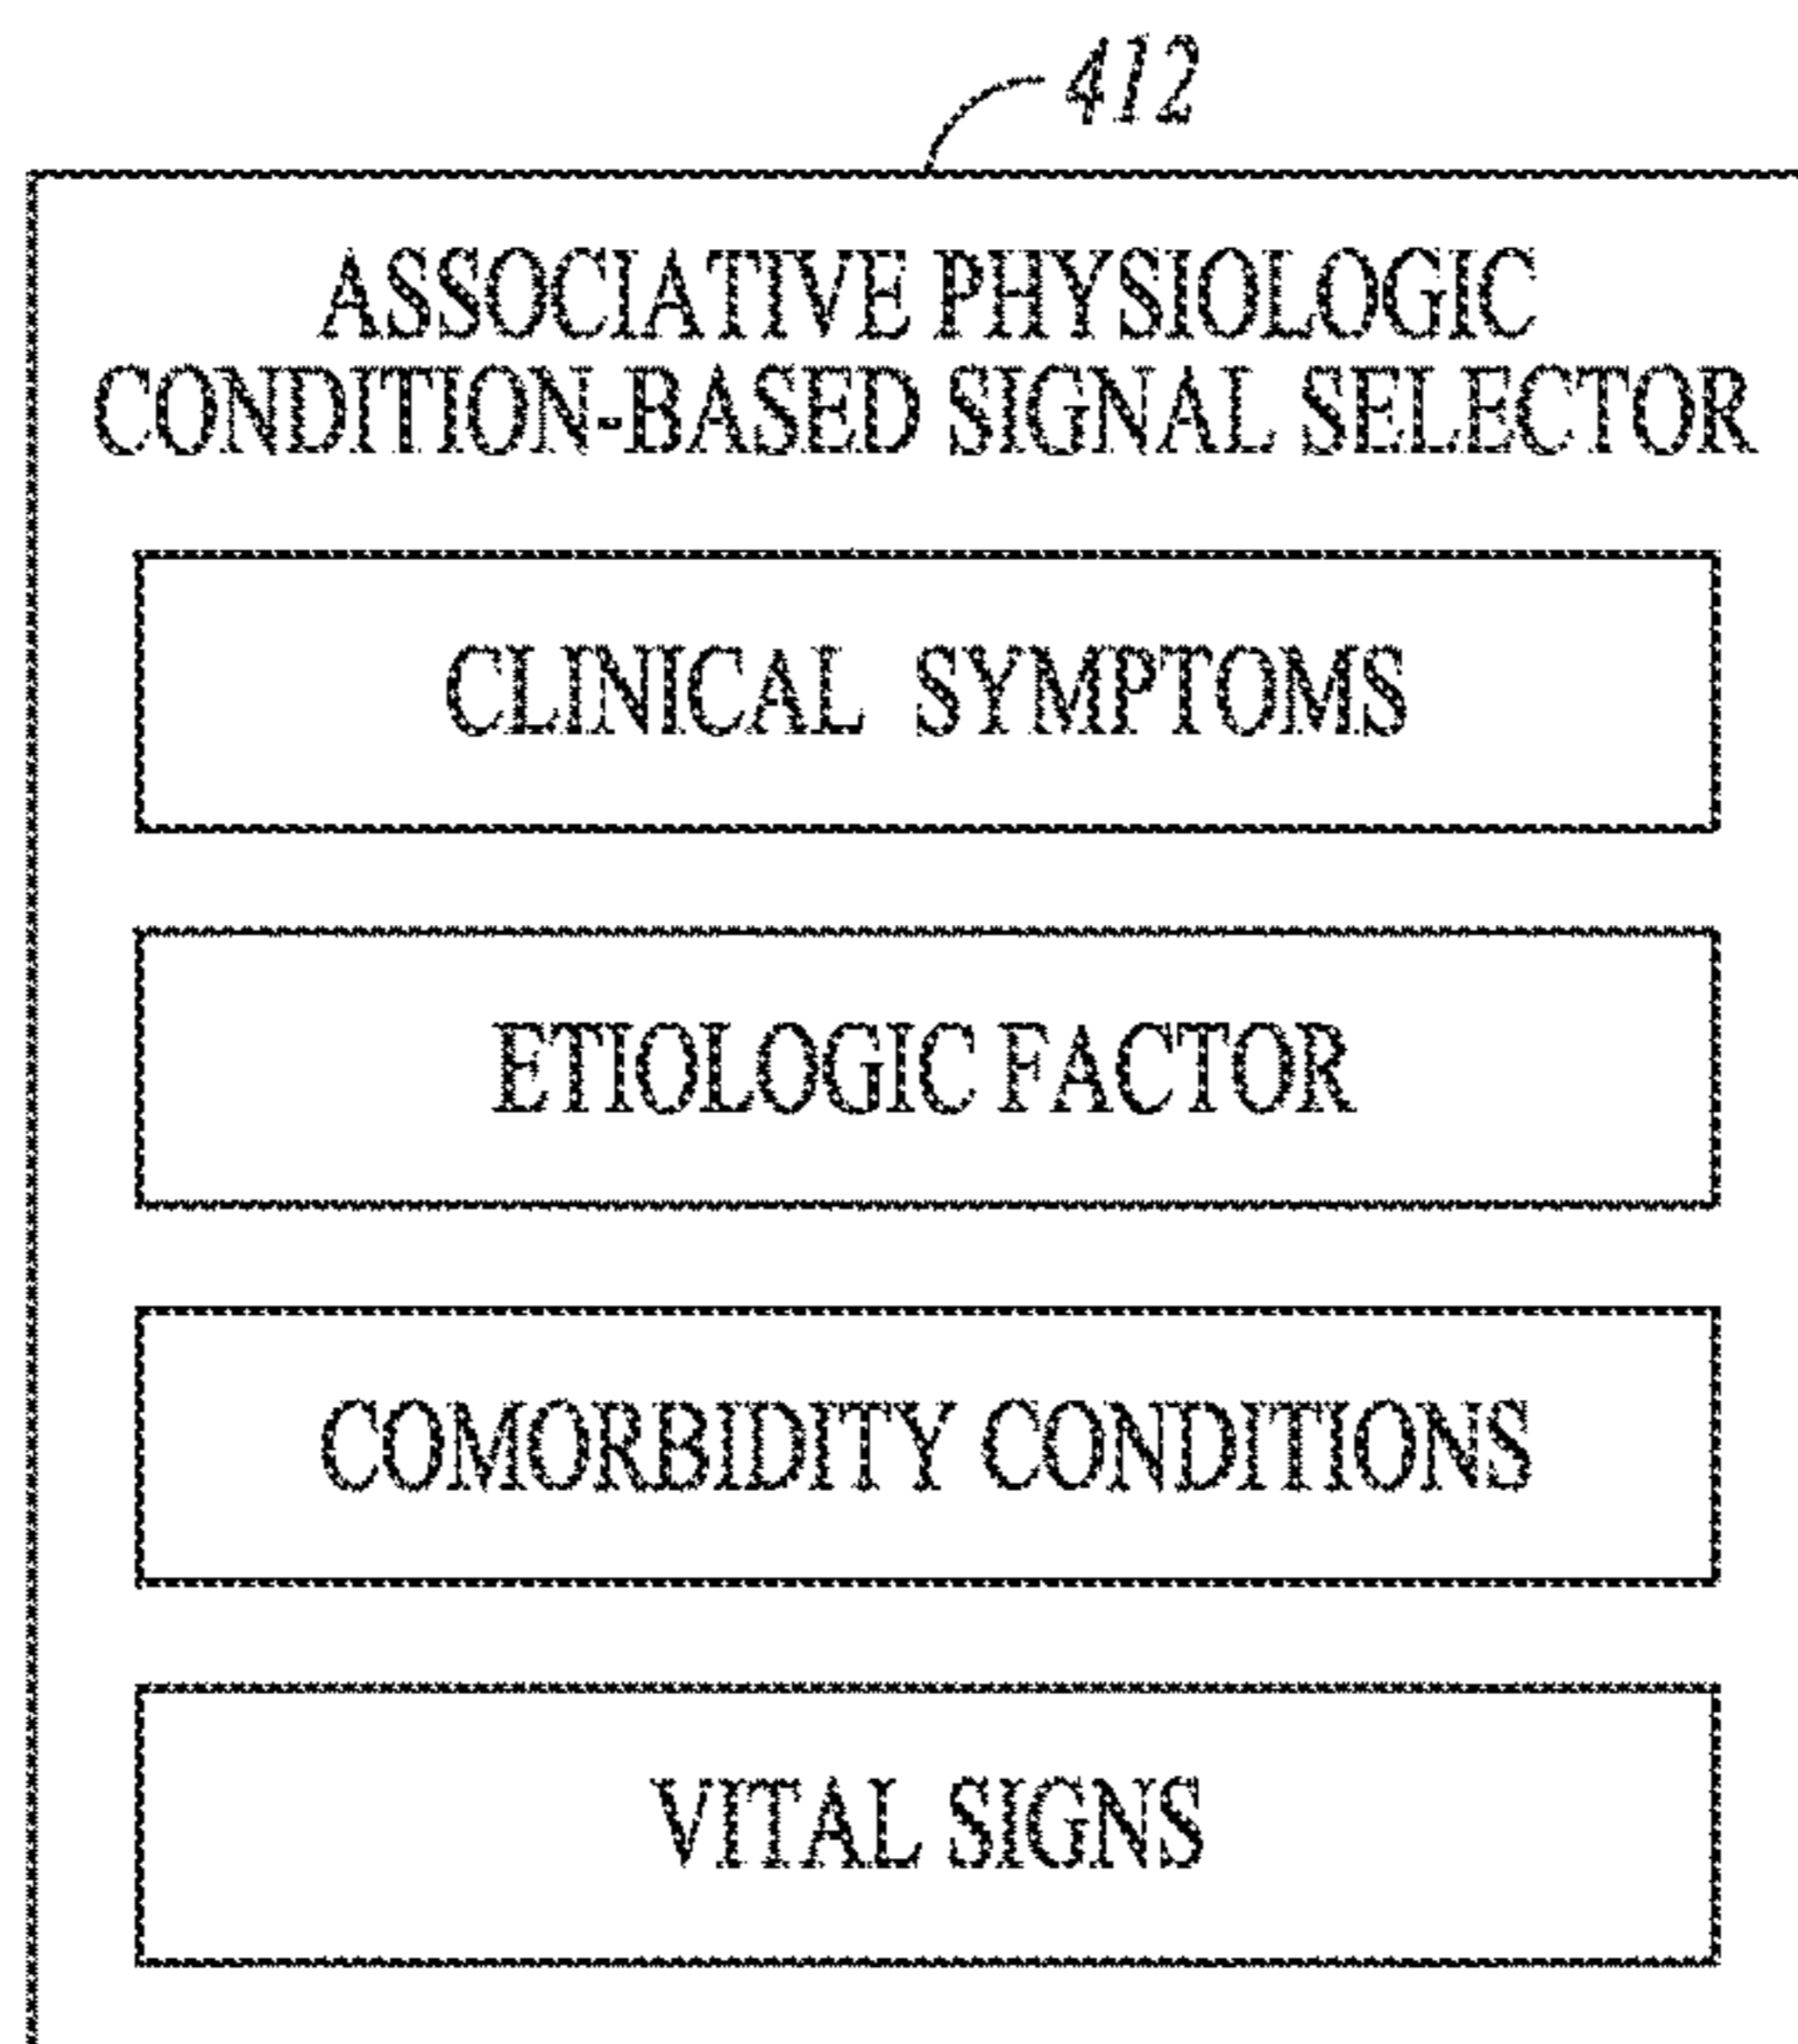 412
ASSOCIATIVE PHYSIOLOGIC
CONDITION-BASED SIGNAL SELECTOR
CLINICAL SYMPTOMS
ETIOLOGIC FACTOR
COMORBIDITY CONDITIONS
VITAL SIGNS